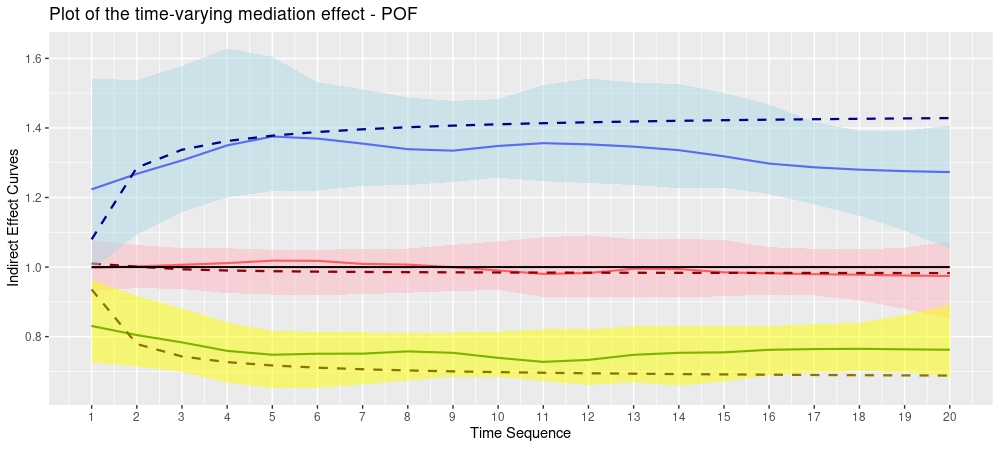 Plot of the time-varying mediation effect - POF
Indirect Effect Curves
1.6
1.4
1.2
1.0
0.8
1 2 3 4 5 6 7 8 9 10 11 12 13 14 15 16 17 18 19 20
Time Sequence